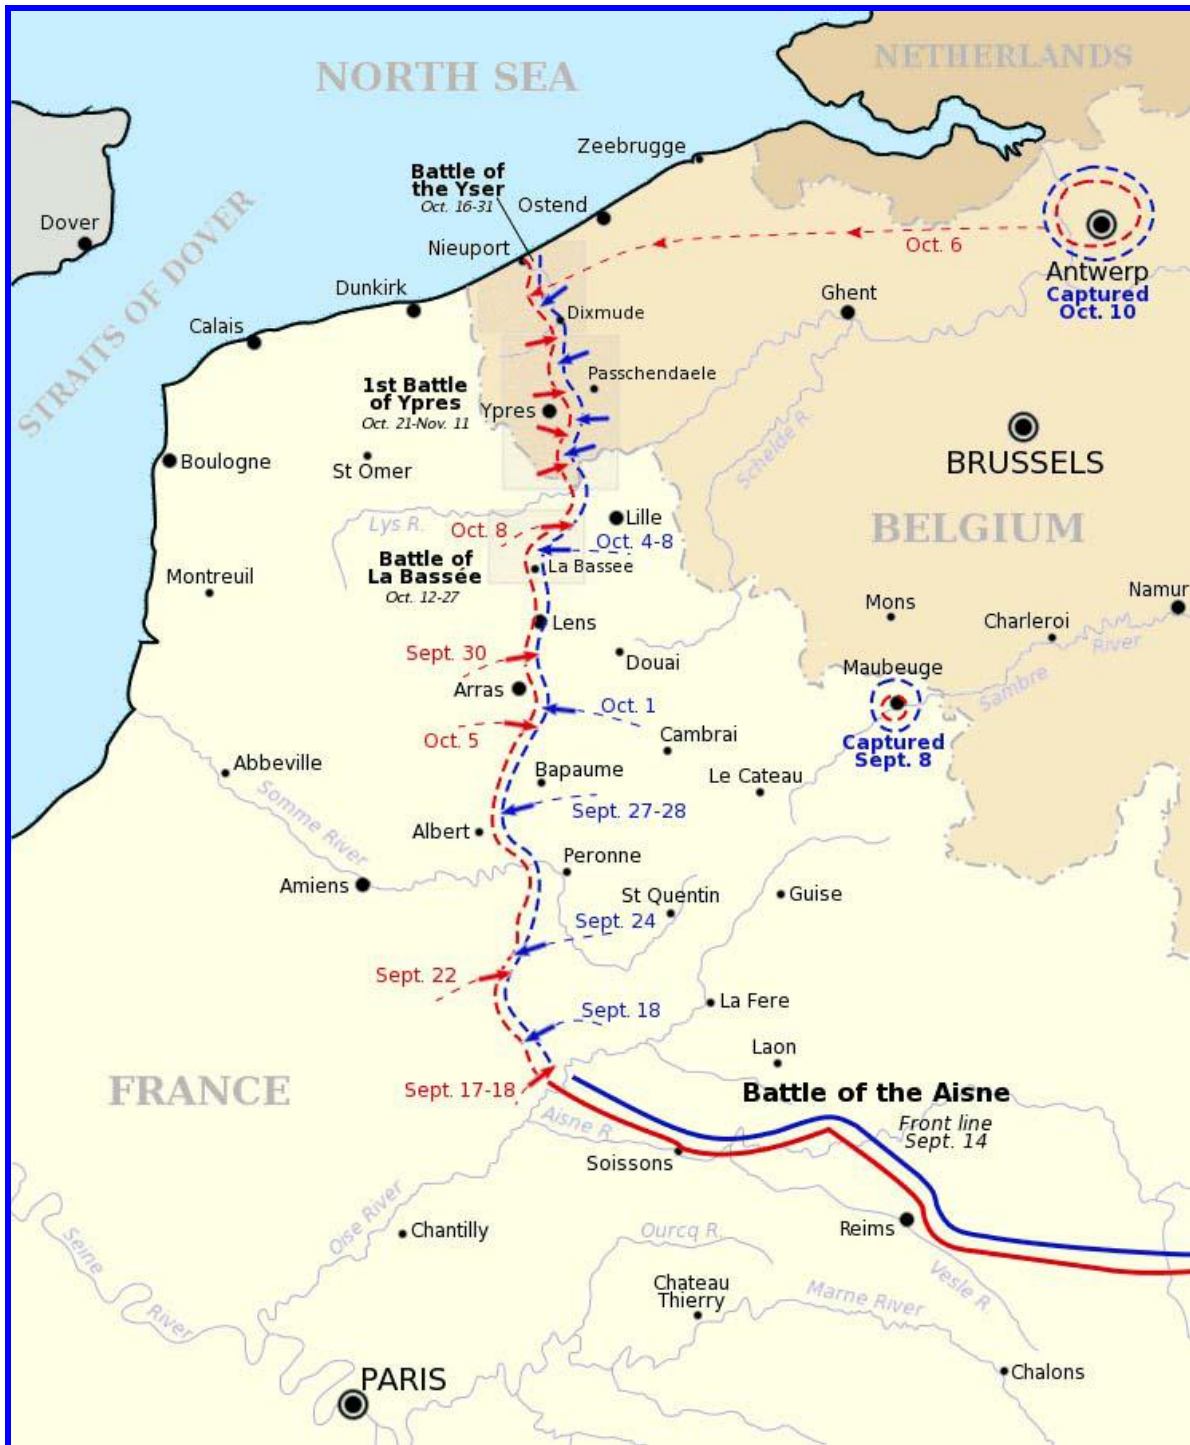 NORTH SEA
NETHERLANDS
Zeebrugge
Battle of
the Yser
Oct. 16-31
Ostend
Dover
STRAITS OF DOVER
Nieuport
Oct. 6
Antwerp
Captured
Oct. 10
Dunkirk
Ghent
Dixmude
Calais
Passchendaele
1st Battle
of Ypres
Oct. 21-Nov. 11
Ypres
Schelde R.
BRUSSELS
Boulogne
St Omer
Lys R.
Oct. 8
Lille
BELGIUM
Oct. 4-8
Battle of
La Bassée
Oct. 12-27
La Bassee
Montreuil
Namur
Mons
Charleroi
Lens
River
Sept. 30
Douai
Maubeuge
Sambre
Arras
Oct. 1
Oct. 5
Cambrai
Captured
Sept. 8
Abbeville
Bapaume
Le Cateau
Somme River
Sept. 27-28
Albert
Peronne
Amiens
St Quentin
Guise
Sept. 24
Sept. 22
La Fere
Sept. 18
Laon
FRANCE
Sept. 17-18
Battle of the Aisne
Front line
Sept. 14
Aisne R.
Soissons
Oise River
Chantilly
Ourcq R.
Reims
Seine
River
Vesle R.
Chateau
Thierry
Marne River
Chalons
PARIS